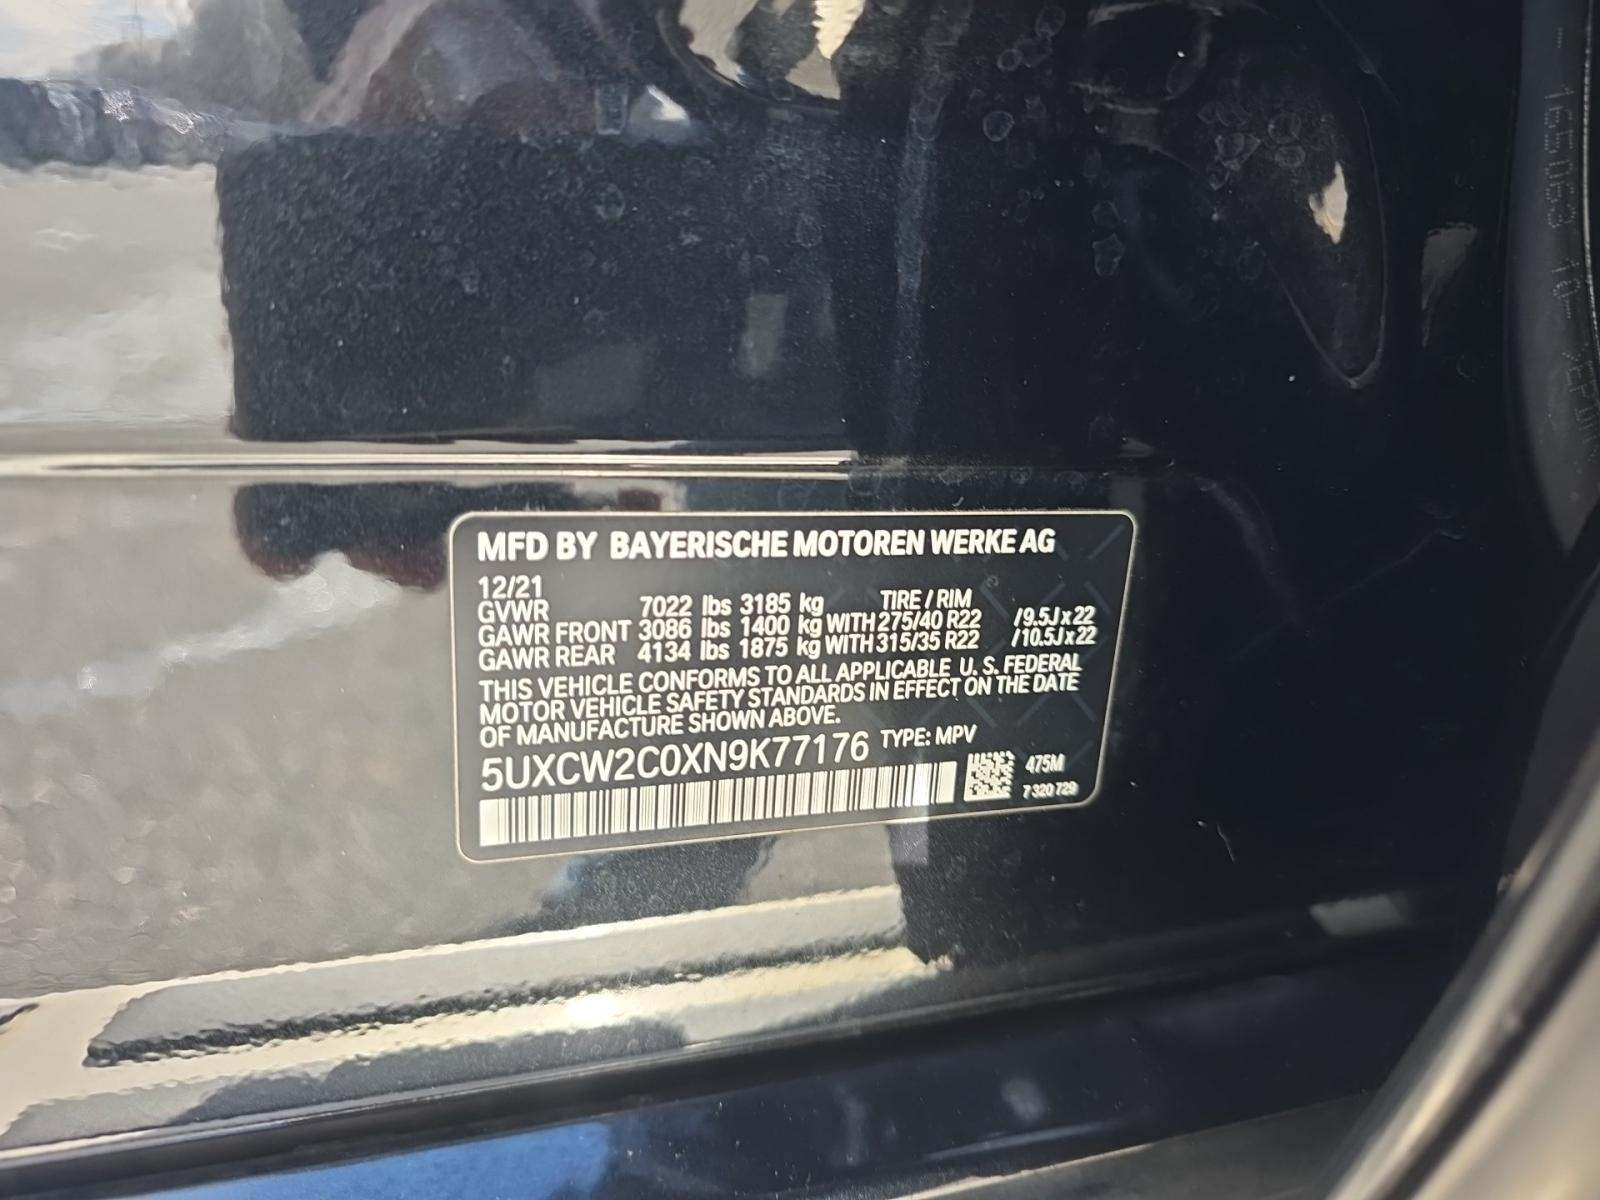 MFD BY BAYERISCHE MOTOREN WERKE AG
12/21
GVWR 7022 lbs 3185 kg TIRE / RIM
GAWR FRONT 3086 lbs 1400 kg WITH 275/40 R22 /9.5J x 22
GAWR REAR 4134 lbs 1875 kg WITH 315/35 R22 /10.5J x 22
THIS VEHICLE CONFORMS TO ALL APPLICABLE U. S. FEDERAL
MOTOR VEHICLE SAFETY STANDARDS IN EFFECT ON THE DATE
OF MANUFACTURE SHOWN ABOVE.
5UXCW2C0XN9K77176 TYPE: MPV
475M
7 320 729